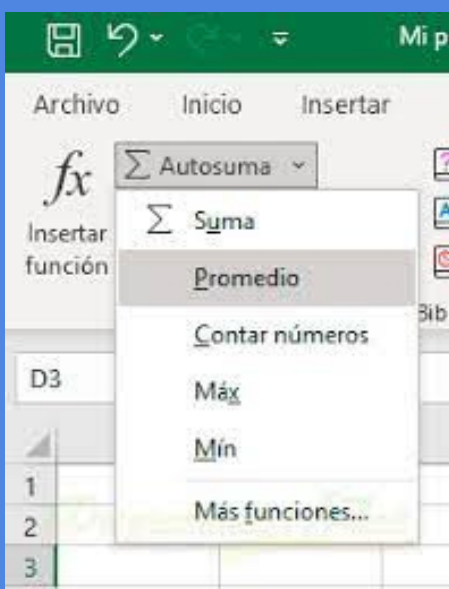 Mi p
Archivo Inicio Insertar
fx
Insertar
función
∑ Autosuma
∑ Suma
Promedio
Contar números
Máx
Mín
Más funciones...
Bib
D3
1
2
3